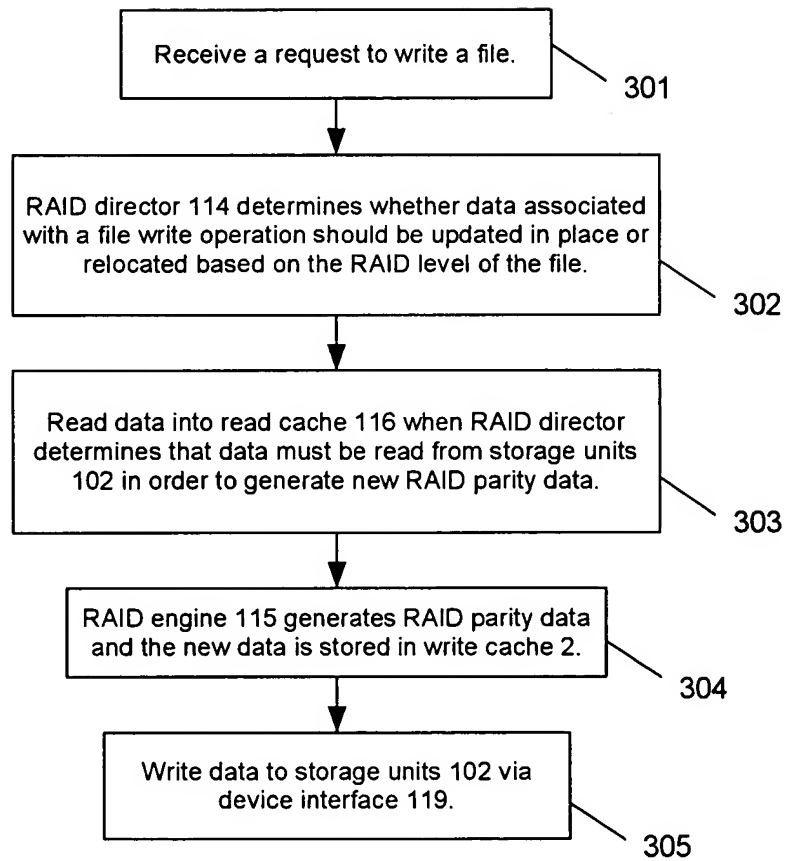 Receive a request to write a file.
301
RAID director 114 determines whether data associated
with a file write operation should be updated in place or
relocated based on the RAID level of the file.
302
Read data into read cache 116 when RAID director
determines that data must be read from storage units
102 in order to generate new RAID parity data.
303
RAID engine 115 generates RAID parity data
and the new data is stored in write cache 2.
304
Write data to storage units 102 via
device interface 119.
305